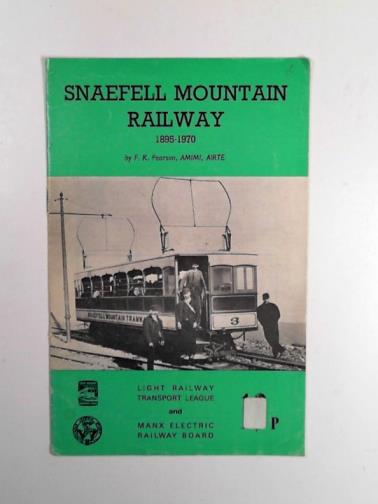 SNAEFELL MOUNTAIN
RAILWAY
1895-1970
by F. K. Pearson, AMIMI, AIRTE
SNAEFELL MOUNTAIN TRAMWAY
3
LIGHT RAILWAY
TRANSPORT LEAGUE
and
MANX ELECTRIC
RAILWAY BOARD
P